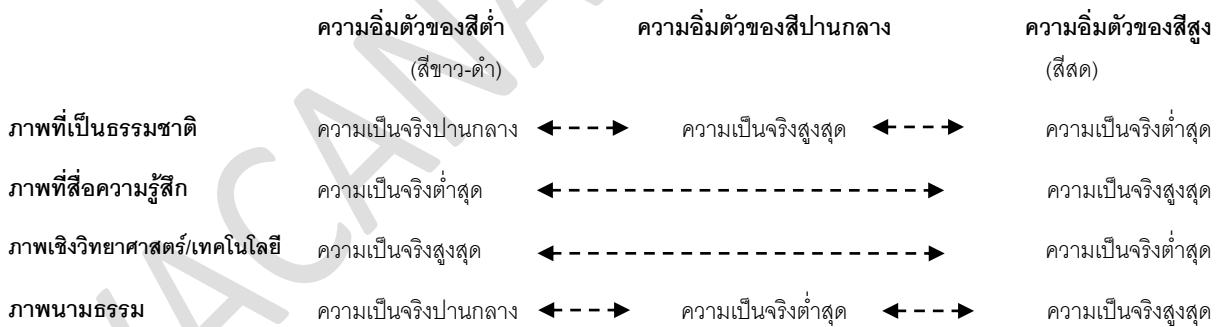 ความอิ่มตัวของสีต่ำ ความอิ่มตัวของสีปานกลาง ความอิ่มตัวของสีสูง
(สีขาว-ดำ) (สีสด)
ภาพที่เป็นธรรมชาติ ความเป็นจริงปานกลาง ความเป็นจริงสูงสุด ความเป็นจริงต่ำสุด
ภาพที่สื่อความรู้สึก ความเป็นจริงต่ำสุด ความเป็นจริงสูงสุด
ภาพเชิงวิทยาศาสตร์/เทคโนโลยี ความเป็นจริงสูงสุด ความเป็นจริงต่ำสุด
ภาพนามธรรม ความเป็นจริงปานกลาง ความเป็นจริงต่ำสุด ความเป็นจริงสูงสุด